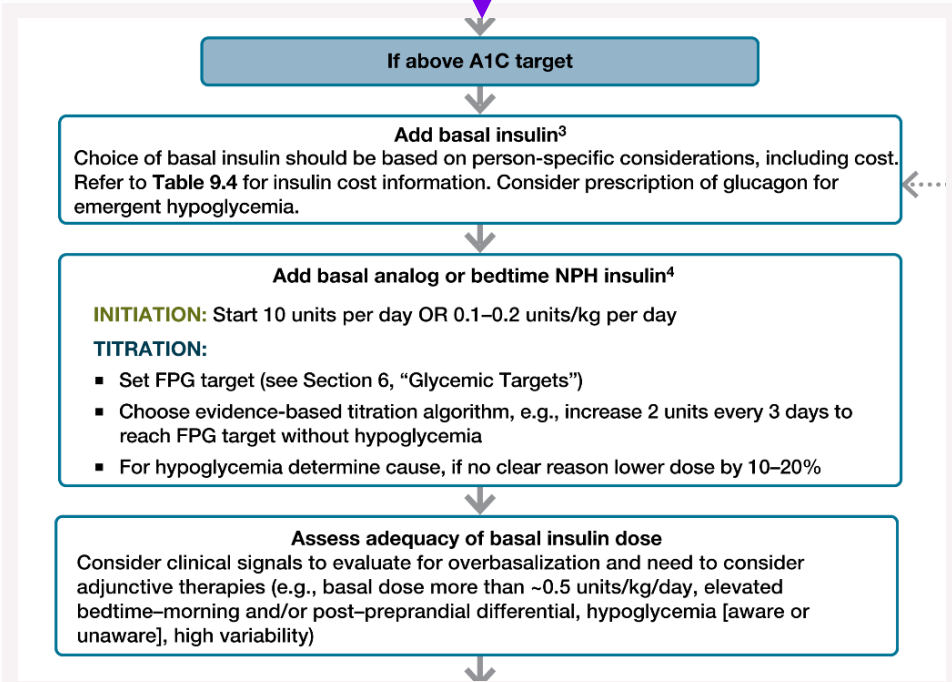 If above A1C target
Add basal insulin³
Choice of basal insulin should be based on person-specific considerations, including cost.
Refer to Table 9.4 for insulin cost information. Consider prescription of glucagon for
emergent hypoglycemia.
Add basal analog or bedtime NPH insulin⁴
INITIATION: Start 10 units per day OR 0.1–0.2 units/kg per day
TITRATION:
▪ Set FPG target (see Section 6, “Glycemic Targets”)
▪ Choose evidence-based titration algorithm, e.g., increase 2 units every 3 days to
reach FPG target without hypoglycemia
▪ For hypoglycemia determine cause, if no clear reason lower dose by 10–20%
Assess adequacy of basal insulin dose
Consider clinical signals to evaluate for overbasalization and need to consider
adjunctive therapies (e.g., basal dose more than ~0.5 units/kg/day, elevated
bedtime–morning and/or post–preprandial differential, hypoglycemia [aware or
unaware], high variability)